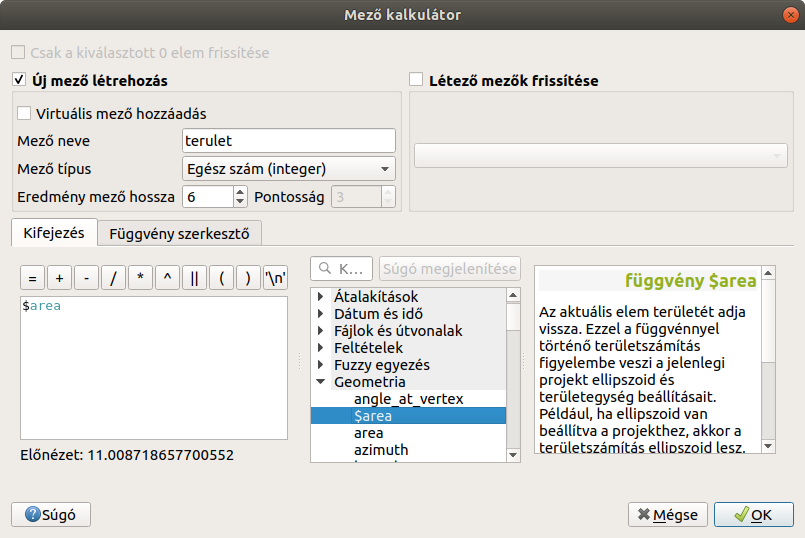 Mező kalkulátor
Csak a kiválasztott 0 elem frissítése
Új mező létrehozás
Létező mezők frissítése
Virtuális mező hozzáadás
Mező neve
terulet
Mező típus
Egész szám (integer)
Eredmény mező hossza
6
Pontosság
3
Kifejezés
Függvény szerkesztő
= + - / * ^ || ( ) '\n'
$area
Előnézet: 11.008718657700552
K...
Súgó megjelenítése
Átalakítások
Dátum és idő
Fájlok és útvonalak
Feltételek
Fuzzy egyezés
Geometria
angle_at_vertex
$area
area
azimuth
függvény $area
Az aktuális elem területét adja
vissza. Ezzel a függvénnyel
történő területszámítás
figyelembe veszi a jelenlegi
projekt ellipszoid és
területegység beállításait.
Például, ha ellipszoid van
beállítva a projekthez, akkor a
területszámítás ellipszoid lesz.
Súgó
Mégse
OK